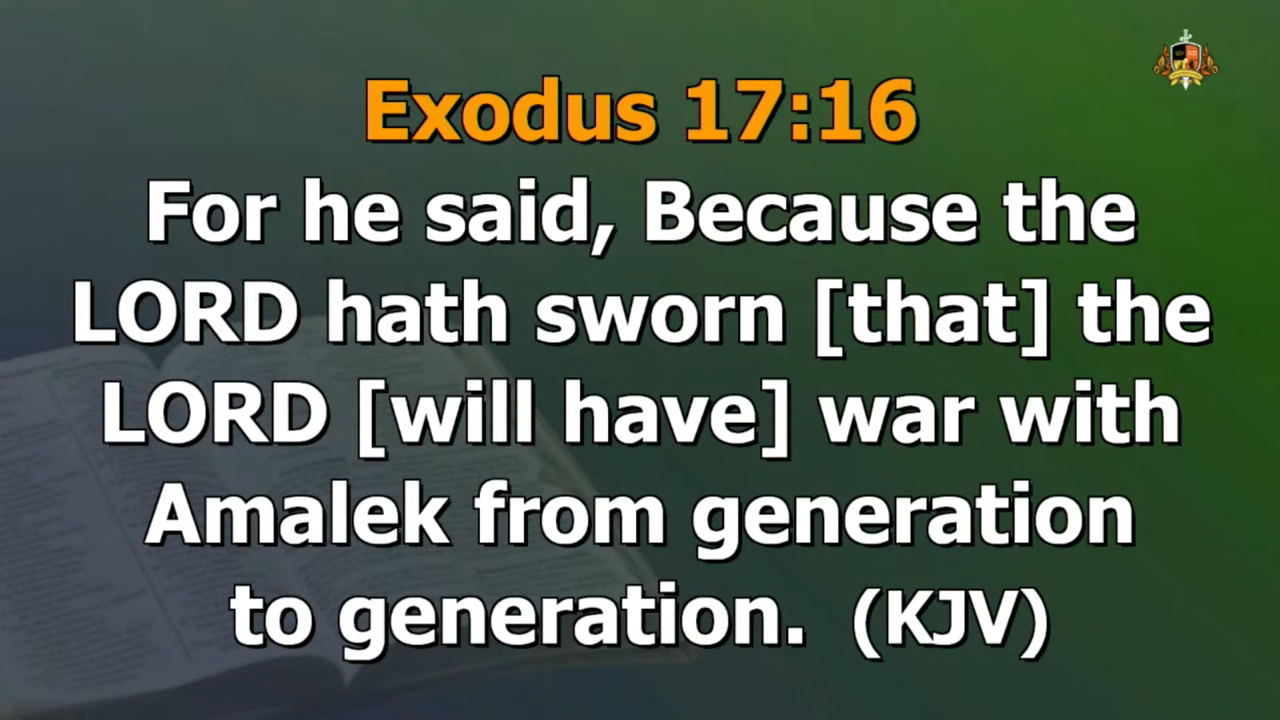 Exodus 17:16
For he said, Because the
LORD hath sworn [that] the
LORD [will have] war with
Amalek from generation
to generation.  (KJV)